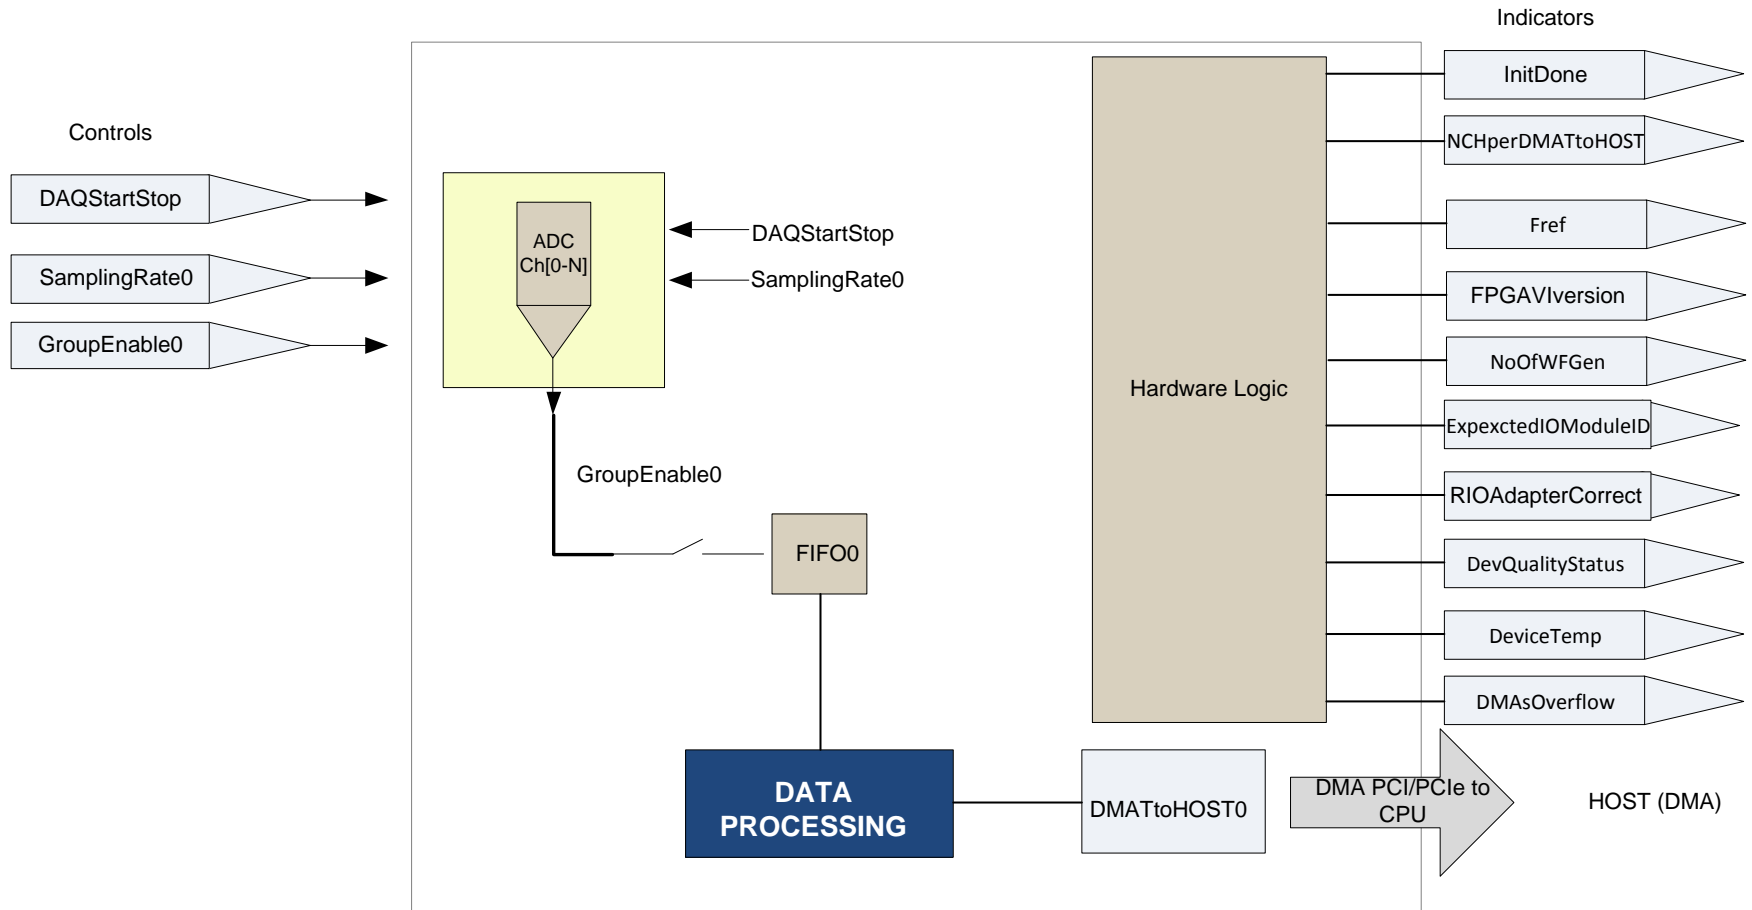 Indicators
InitDone
Controls
NCHperDMATtoHOST
DAQStartStop
DAQStartStop
Fref
ADC
Ch[0-N]
SamplingRate0
SamplingRate0
FPGAVIversion
GroupEnable0
NoOfWFGen
Hardware Logic
ExpexctedIOModuleID
GroupEnable0
RIOAdapterCorrect
FIFO0
DevQualityStatus
DeviceTemp
DMAsOverflow
DATA
PROCESSING
DMATtoHOST0
DMA PCI/PCIe to
CPU
HOST (DMA)